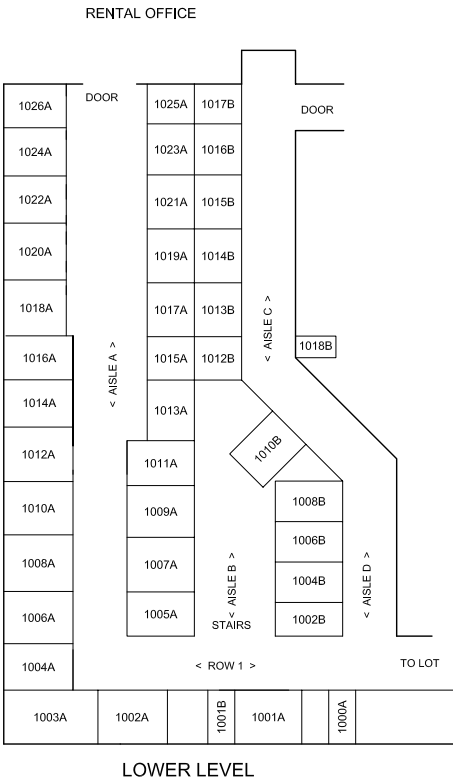 RENTAL OFFICE
DOOR
DOOR
1026A
1025A 1017B
1024A
1023A 1016B
1022A
1021A 1015B
1020A
1019A 1014B
1018A
1017A 1013B
1016A
1015A 1012B
1018B
< AISLE A >
< AISLE C >
1014A
1013A
1012A
1011A
1010B
1010A
1009A
1008B
1008A
1007A
1006B
1006A
1005A
1004B
1002B
< AISLE B >
< AISLE D >
STAIRS
1004A
< ROW 1 >
TO LOT
1003A 1002A 1001B 1001A 1000A
LOWER LEVEL